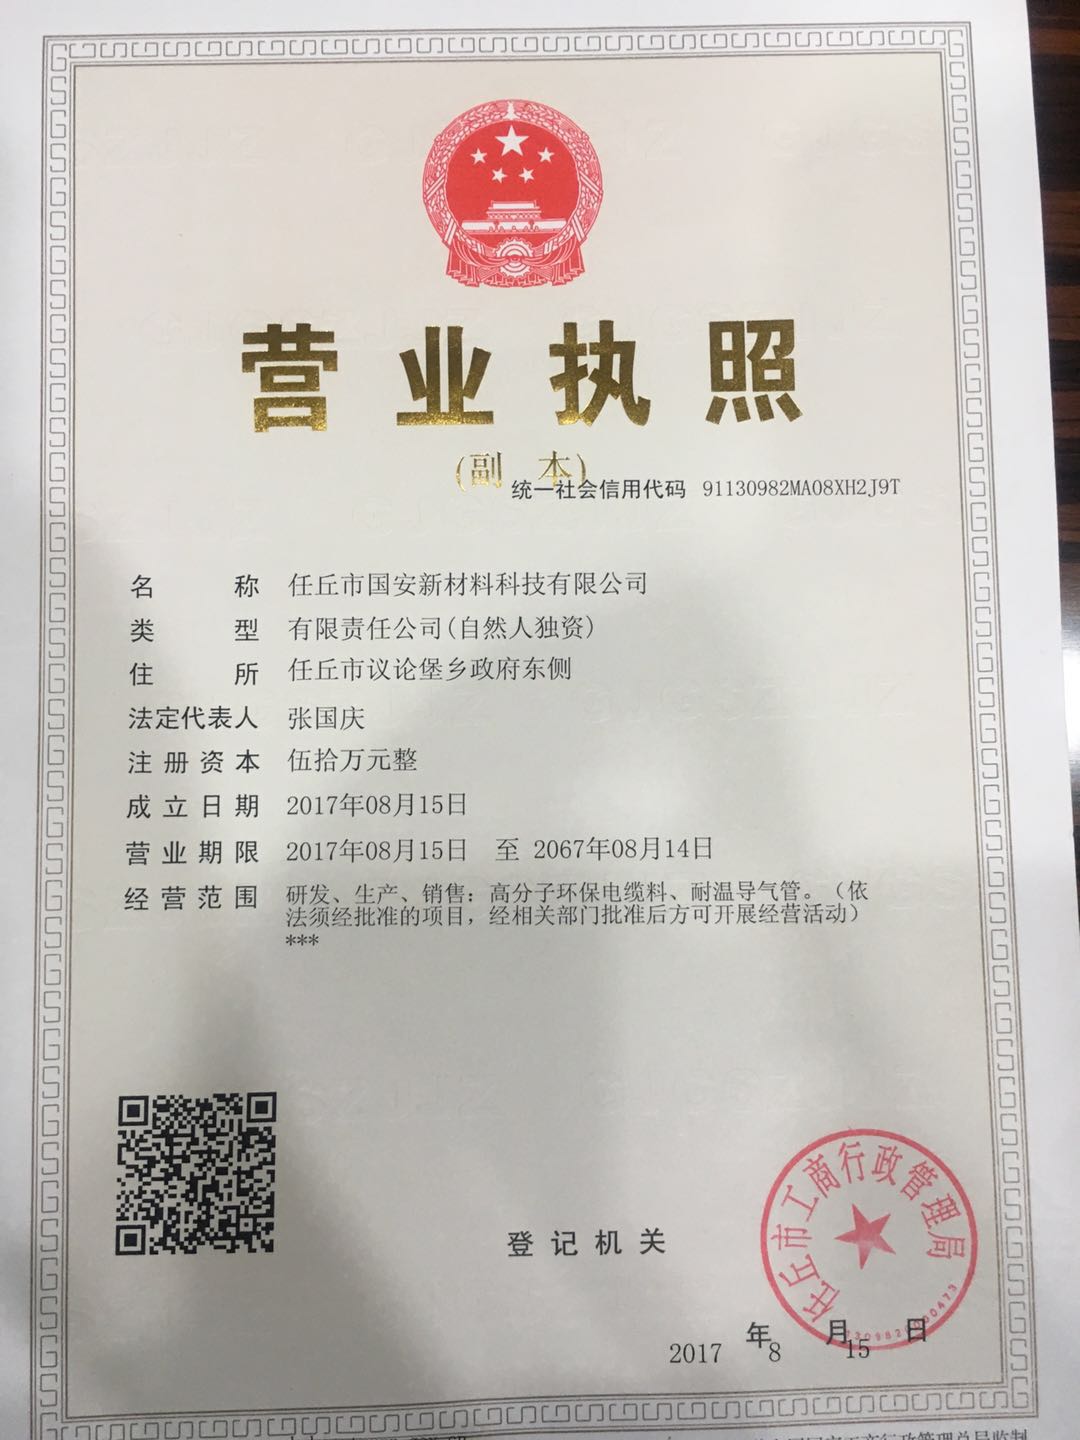 营业执照
(副 本)
统一社会信用代码 91130982MA08XH2J9T
名 称 任丘市国安新材料科技有限公司
类 型 有限责任公司(自然人独资)
住 所 任丘市议论堡乡政府东侧
法定代表人 张国庆
注册资本 伍拾万元整
成立日期 2017年08月15日
营业期限 2017年08月15日 至 2067年08月14日
经营范围 研发、生产、销售：高分子环保电缆料、耐温导气管。（依
法须经批准的项目，经相关部门批准后方可开展经营活动）
***
登记机关
任丘市工商行政管理局
2017 年 8 月 15 日